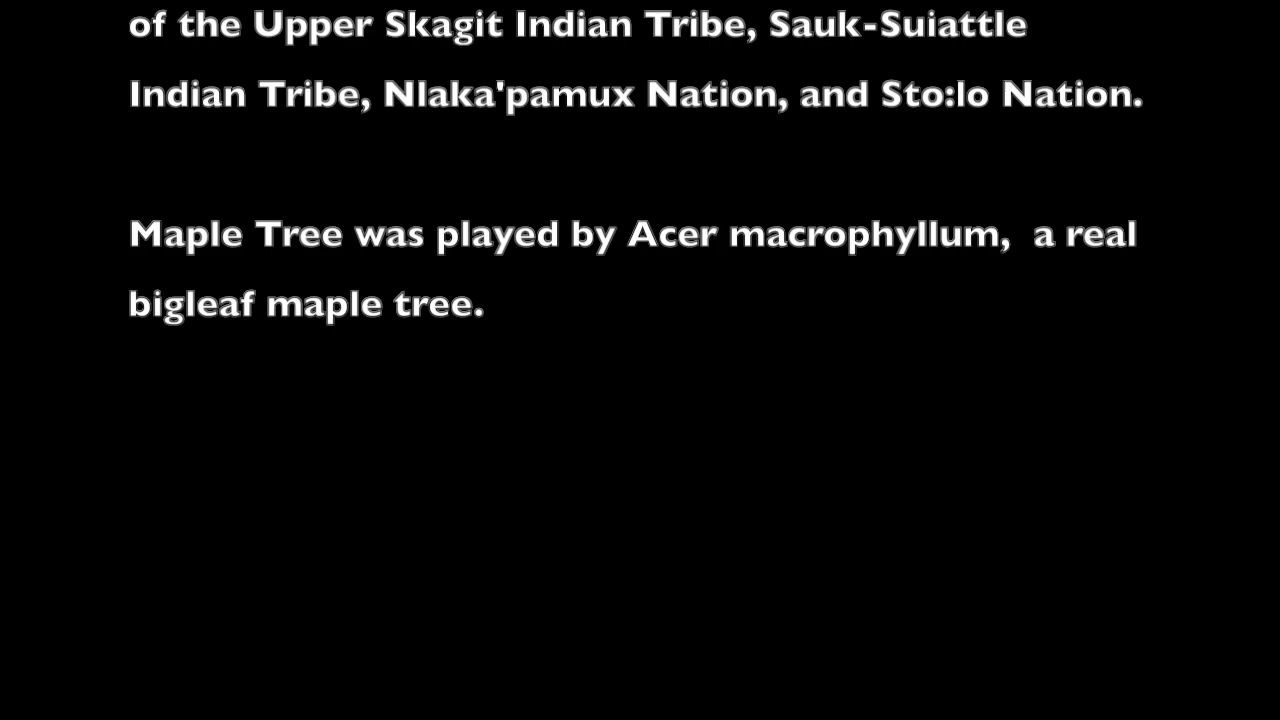 of the Upper Skagit Indian Tribe, Sauk-Suiattle
Indian Tribe, Nlaka'pamux Nation, and Sto:lo Nation.
Maple Tree was played by Acer macrophyllum,  a real
bigleaf maple tree.